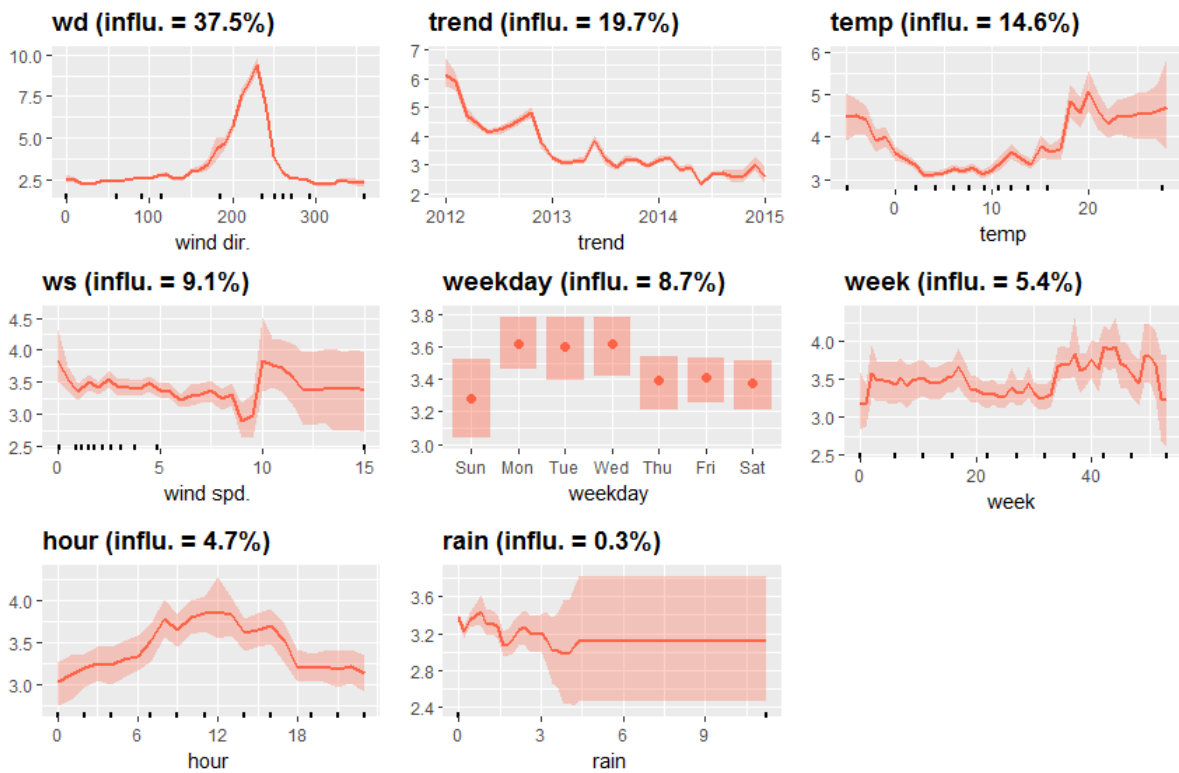 wd (influ. = 37.5%)
10.0
7.5
5.0
2.5
0 100 200 300
wind dir.
trend (influ. = 19.7%)
7
6
5
4
3
2
2012 2013 2014 2015
trend
temp (influ. = 14.6%)
6
5
4
3
0 10 20
temp
ws (influ. = 9.1%)
4.5
4.0
3.5
3.0
2.5
0 5 10 15
wind spd.
weekday (influ. = 8.7%)
3.8
3.6
3.4
3.2
3.0
Sun Mon Tue Wed Thu Fri Sat
weekday
week (influ. = 5.4%)
4.0
3.5
3.0
2.5
0 20 40
week
hour (influ. = 4.7%)
4.0
3.5
3.0
0 6 12 18
hour
rain (influ. = 0.3%)
3.6
3.2
2.8
2.4
0 3 6 9
rain